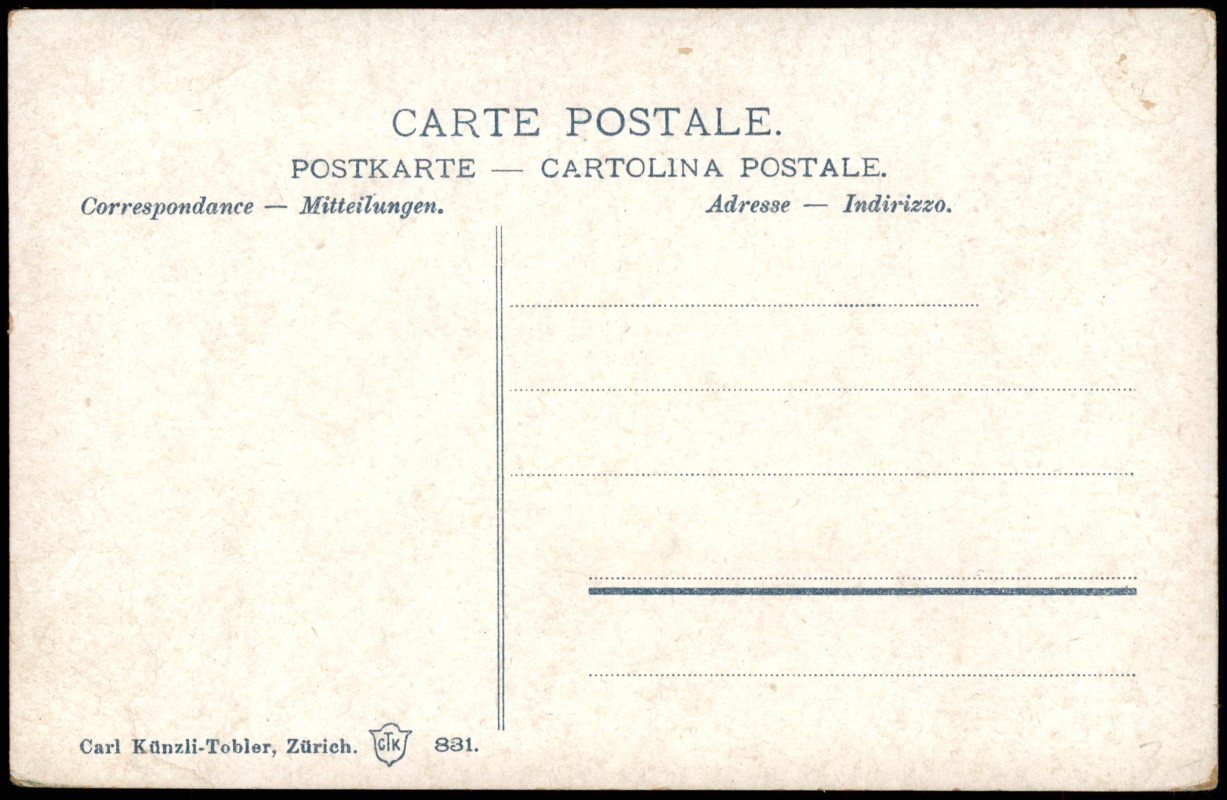 CARTE POSTALE.
POSTKARTE — CARTOLINA POSTALE.
Correspondance — Mitteilungen.
Adresse — Indirizzo.
Carl Künzli-Tobler, Zürich. CTK 831.